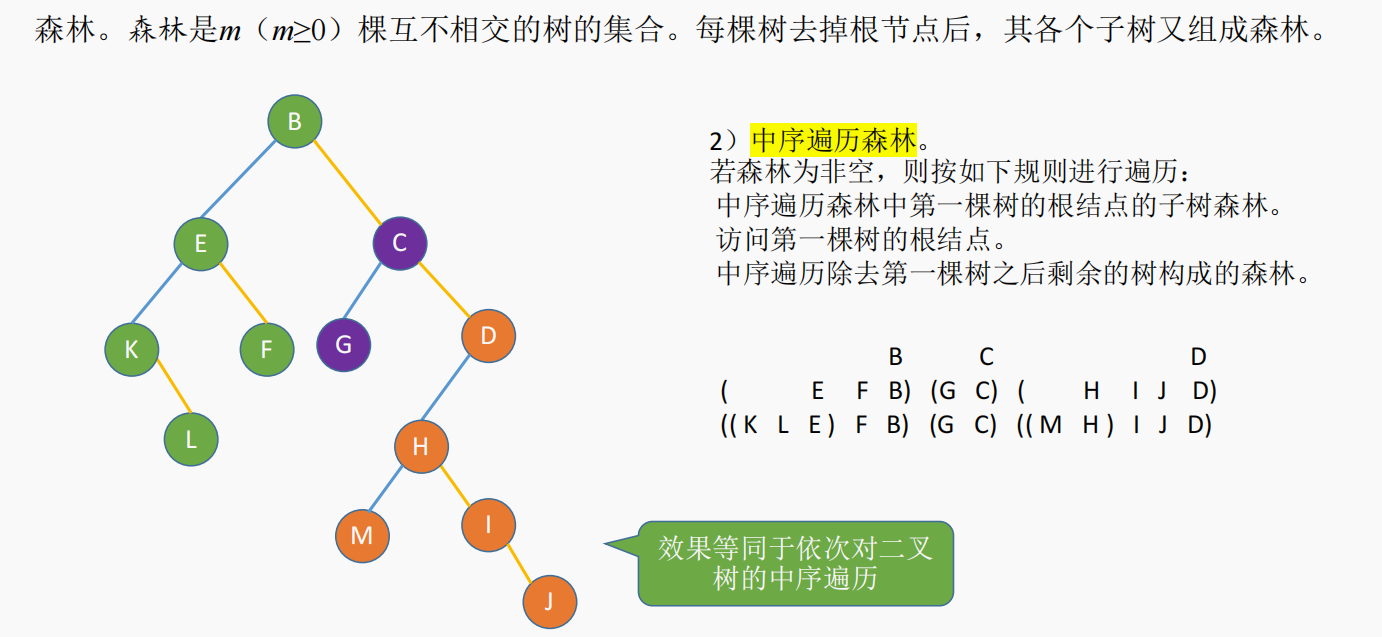 森林。森林是m（m≥0）棵互不相交的树的集合。每棵树去掉根节点后，其各个子树又组成森林。
B
E
C
K
F
G
D
L
H
M
I
J
2）中序遍历森林。
若森林为非空，则按如下规则进行遍历：
中序遍历森林中第一棵树的根结点的子树森林。
访问第一棵树的根结点。
中序遍历除去第一棵树之后剩余的树构成的森林。
B C D
( E F B) (G C) ( H I J D)
((K L E) F B) (G C) ((M H) I J D)
效果等同于依次对二叉
树的中序遍历